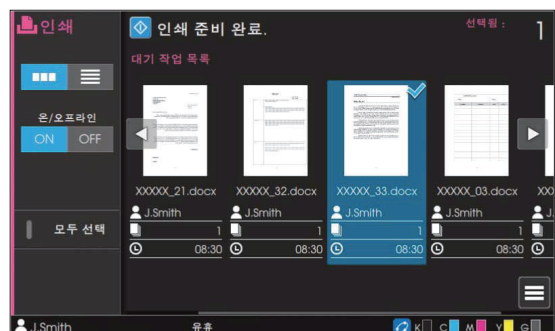 인쇄
인쇄 준비 완료.
선택됨 :
1
대기 작업 목록
온/오프라인
ON OFF
XXXXX_21.docx XXXXX_32.docx XXXXX_33.docx XXXXX_03.docx XXX
J.Smith J.Smith J.Smith J.Smith J.
모두 선택
1 1 1 1
08:30 08:30 08:30 08:30
J.Smith
유휴
K C M Y G